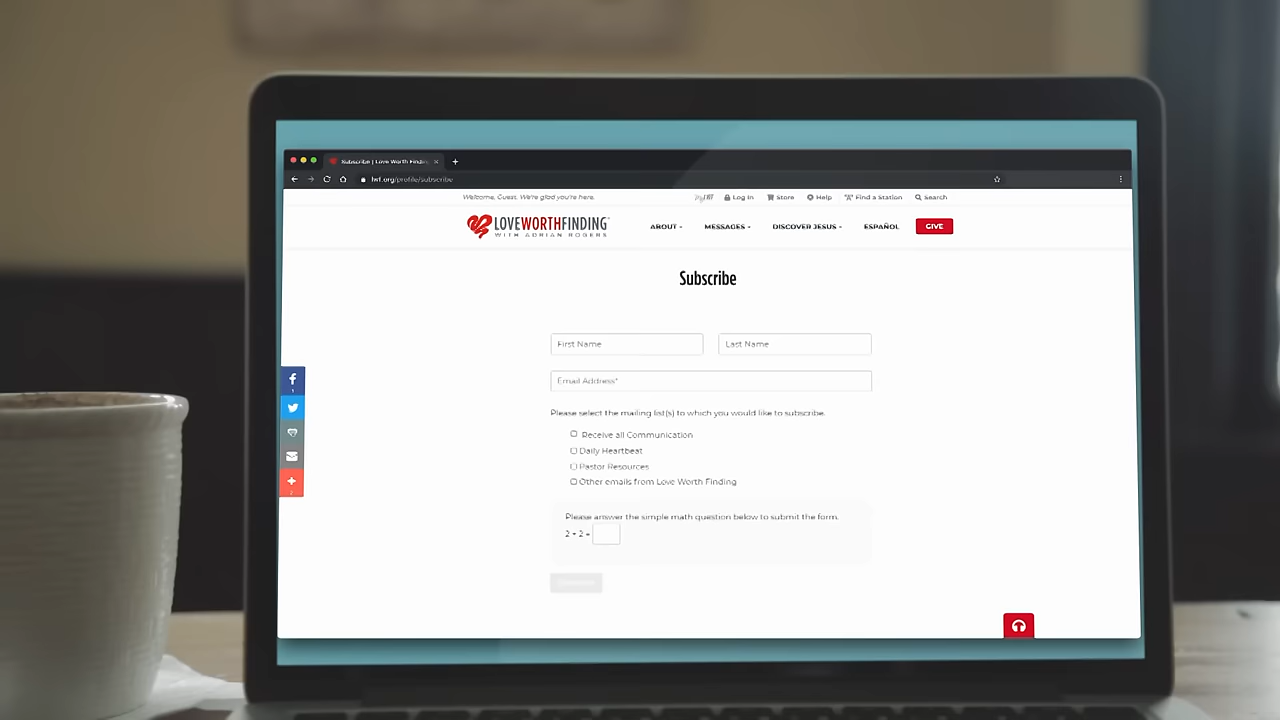 Subscribe | Love Worth Findin
lwf.org/profile/subscribe
Welcome, Guest. We're glad you're here.
Log In
Store
Help
Find a Station
Search
LOVEWORTHFINDING
WITH ADRIAN ROGERS
ABOUT
MESSAGES
DISCOVER JESUS
ESPAÑOL
GIVE
Subscribe
First Name
Last Name
Email Address*
Please select the mailing list(s) to which you would like to subscribe.
Receive all Communication
Daily Heartbeat
Pastor Resources
Other emails from Love Worth Finding
Please answer the simple math question below to submit the form.
2 + 2 =